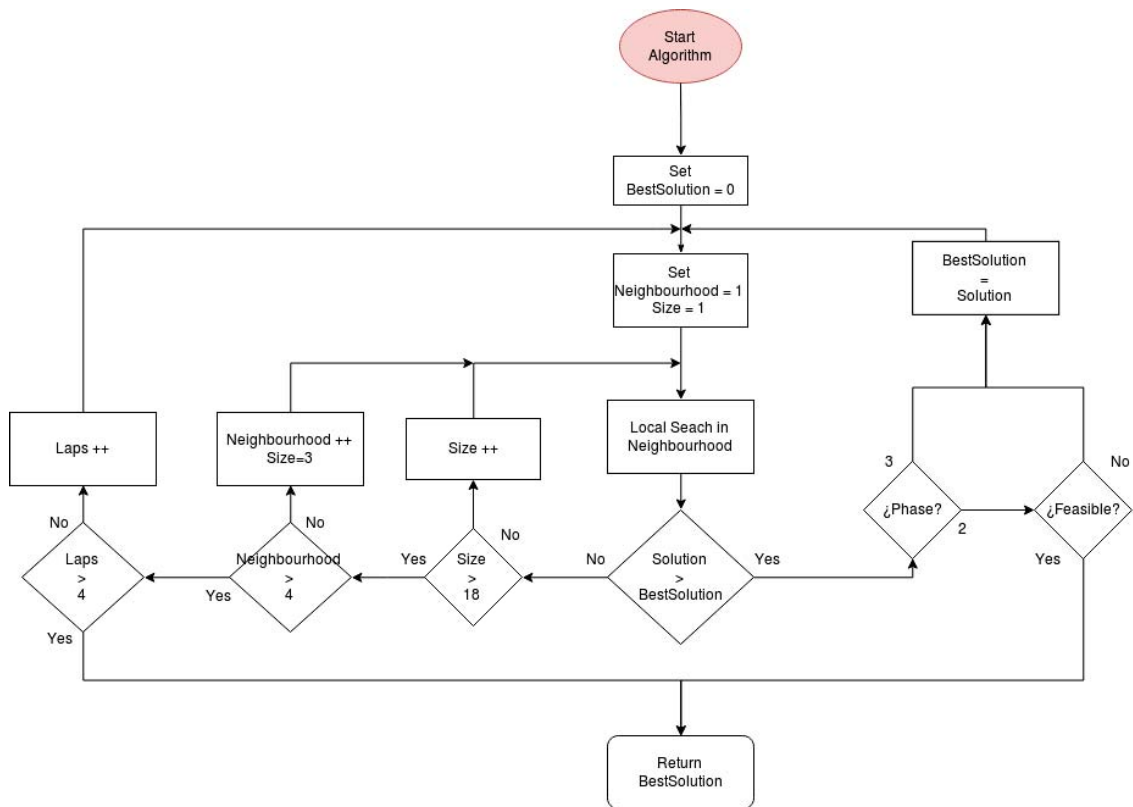 Start
Algorithm
Set
BestSolution = 0
BestSolution
=
Solution
Set
Neighbourhood = 1
Size = 1
Laps ++
Neighbourhood ++
Size=3
Size ++
Local Seach in
Neighbourhood
3
No
¿Phase?
2
¿Feasible?
Yes
No
Laps
>
4
Yes
No
Neighbourhood
>
4
Yes
Yes
No
Size
>
18
No
Solution
>
BestSolution
Yes
Return
BestSolution